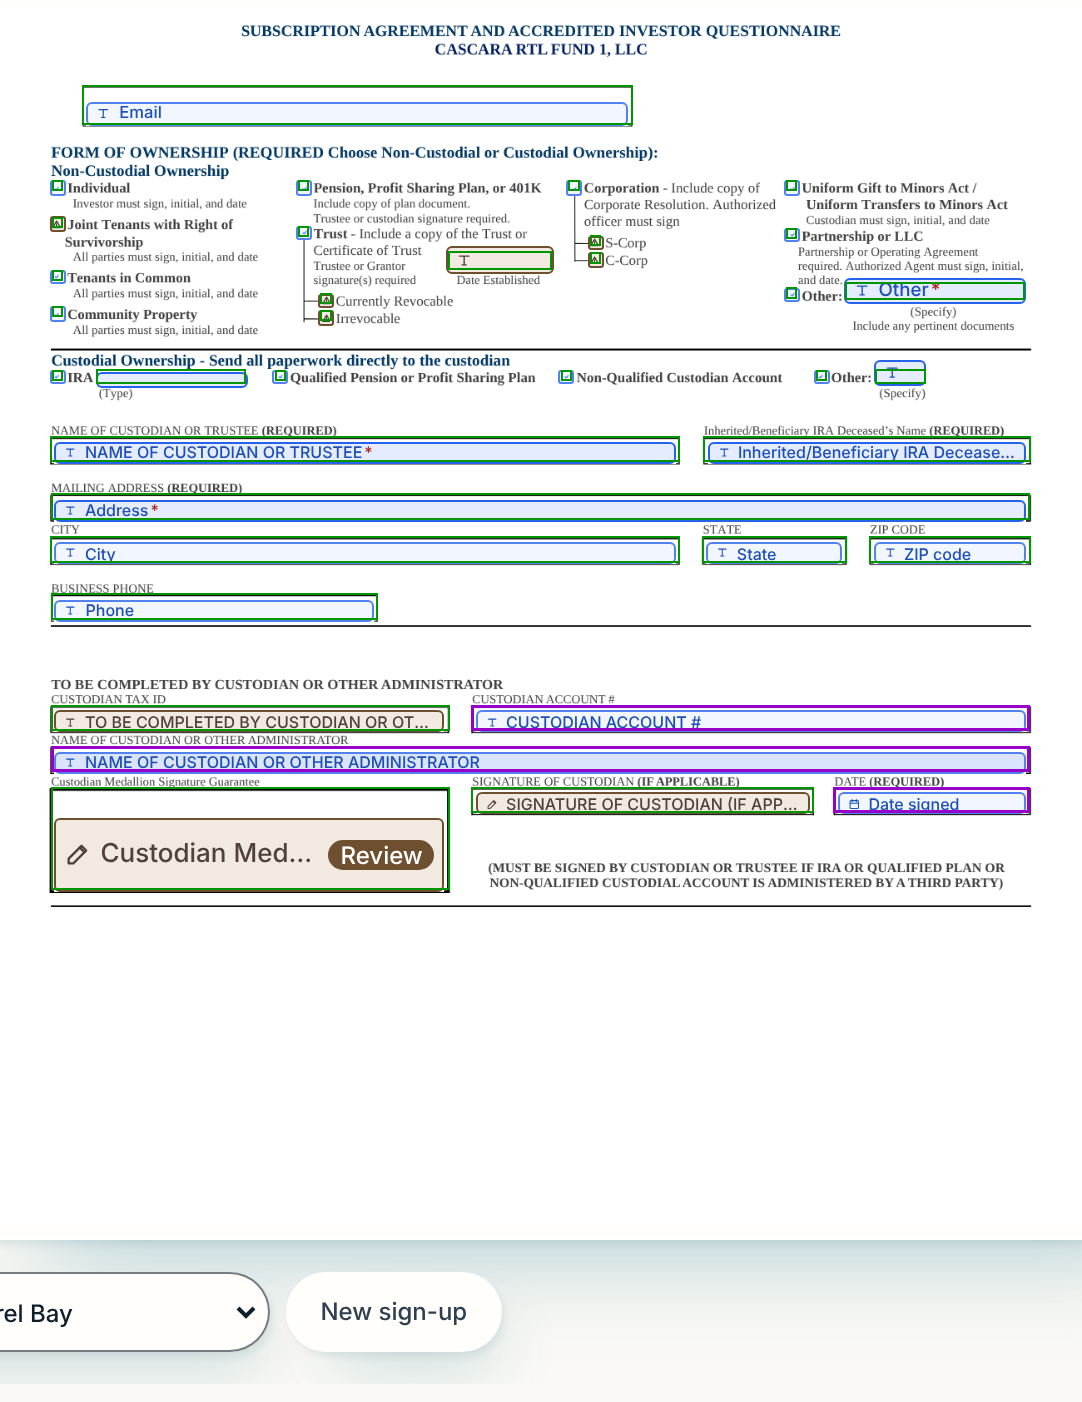 SUBSCRIPTION AGREEMENT AND ACCREDITED INVESTOR QUESTIONNAIRE
CASCARA RTL FUND 1, LLC
Email
FORM OF OWNERSHIP (REQUIRED Choose Non-Custodial or Custodial Ownership):
Non-Custodial Ownership
Individual
Investor must sign, initial, and date
Joint Tenants with Right of
Survivorship
All parties must sign, initial, and date
Tenants in Common
All parties must sign, initial, and date
Community Property
All parties must sign, initial, and date
Pension, Profit Sharing Plan, or 401K
Include copy of plan document.
Trustee or custodial signature required.
Trust - Include a copy of the Trust or
Certificate of Trust
Trustee or Grantor
signature(s) required
Date Established
Currently Revocable
Irrevocable
Corporation - Include copy of
Corporate Resolution. Authorized
officer must sign
S-Corp
C-Corp
Uniform Gift to Minors Act /
Uniform Transfers to Minors Act
Custodian must sign, initial, and date
Partnership or LLC
Partnership or Operating Agreement
required. Authorized Agent must sign, initial,
and date.
Other: Other*
(Specify)
Include any pertinent documents
Custodial Ownership - Send all paperwork directly to the custodian
IRA
(Type)
Qualified Pension or Profit Sharing Plan
Non-Qualified Custodian Account
Other:
(Specify)
NAME OF CUSTODIAN OR TRUSTEE (REQUIRED)
NAME OF CUSTODIAN OR TRUSTEE*
Inherited/Beneficiary IRA Deceased's Name (REQUIRED)
Inherited/Beneficiary IRA Decease...
MAILING ADDRESS (REQUIRED)
Address*
CITY
City
STATE
State
ZIP CODE
ZIP code
BUSINESS PHONE
Phone
TO BE COMPLETED BY CUSTODIAN OR OTHER ADMINISTRATOR
CUSTODIAN TAX ID
TO BE COMPLETED BY CUSTODIAN OR OT...
CUSTODIAN ACCOUNT #
CUSTODIAN ACCOUNT #
NAME OF CUSTODIAN OR OTHER ADMINISTRATOR
NAME OF CUSTODIAN OR OTHER ADMINISTRATOR
Custodian Medallion Signature Guarantee
Custodian Med... Review
SIGNATURE OF CUSTODIAN (IF APPLICABLE)
SIGNATURE OF CUSTODIAN (IF APP...
DATE (REQUIRED)
Date signed
(MUST BE SIGNED BY CUSTODIAN OR TRUSTEE IF IRA OR QUALIFIED PLAN OR
NON-QUALIFIED CUSTODIAL ACCOUNT IS ADMINISTERED BY A THIRD PARTY)
rel Bay
New sign-up